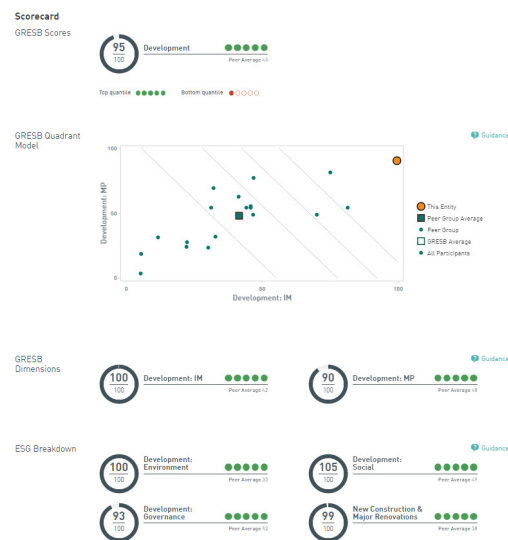 Scorecard
GRESB Scores
95
100
Development
Peer Average 45
Top quantile
Bottom quantile
GRESB Quadrant
Model
Guidance
100
50
0
Development: MP
0
50
100
Development: IM
This Entity
Peer Group Average
Peer Group
GRESB Average
All Participants
GRESB
Dimensions
Guidance
100
100
Development: IM
Peer Average 42
90
100
Development: MP
Peer Average 48
ESG Breakdown
Guidance
100
100
Development:
Environment
Peer Average 33
105
100
Development:
Social
Peer Average 49
93
100
Development:
Governance
Peer Average 52
99
100
New Construction &
Major Renovations
Peer Average 38